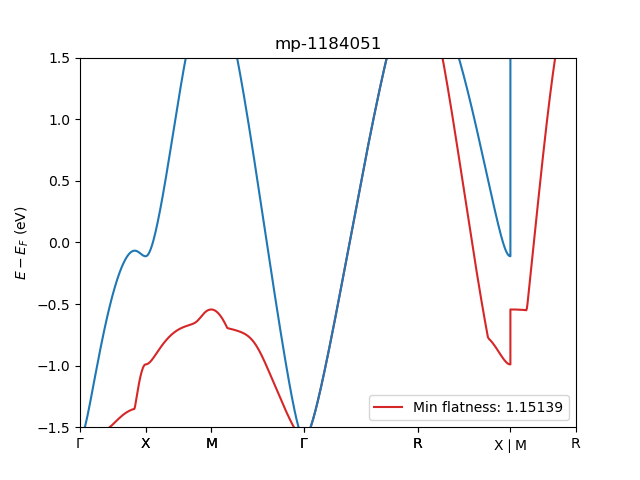 mp-1184051
E − E_F (eV)
1.5
1.0
0.5
0.0
−0.5
−1.0
−1.5
Min flatness: 1.15139
Γ X M Γ R X | M R